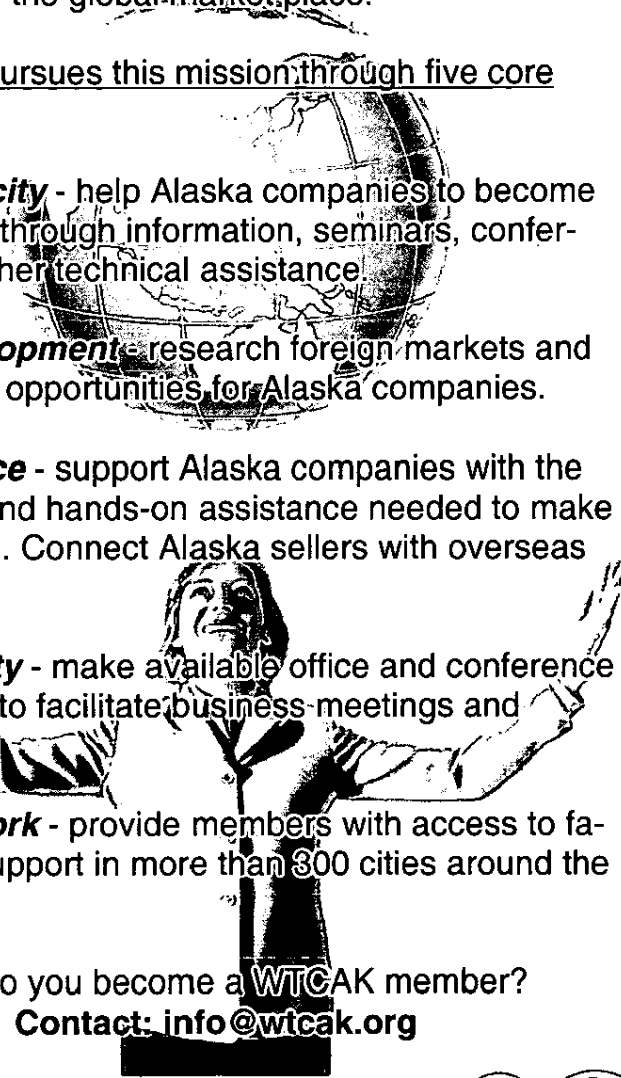 the global market place.
ursues this mission through five core
city - help Alaska companies to become
through information, seminars, confer-
her technical assistance.
opment - research foreign markets and
opportunities for Alaska companies.
ce - support Alaska companies with the
nd hands-on assistance needed to make
. Connect Alaska sellers with overseas
ty - make available office and conference
to facilitate business meetings and
ork - provide members with access to fa-
upport in more than 300 cities around the
o you become a WTCAK member?
Contact: info@wtcak.org